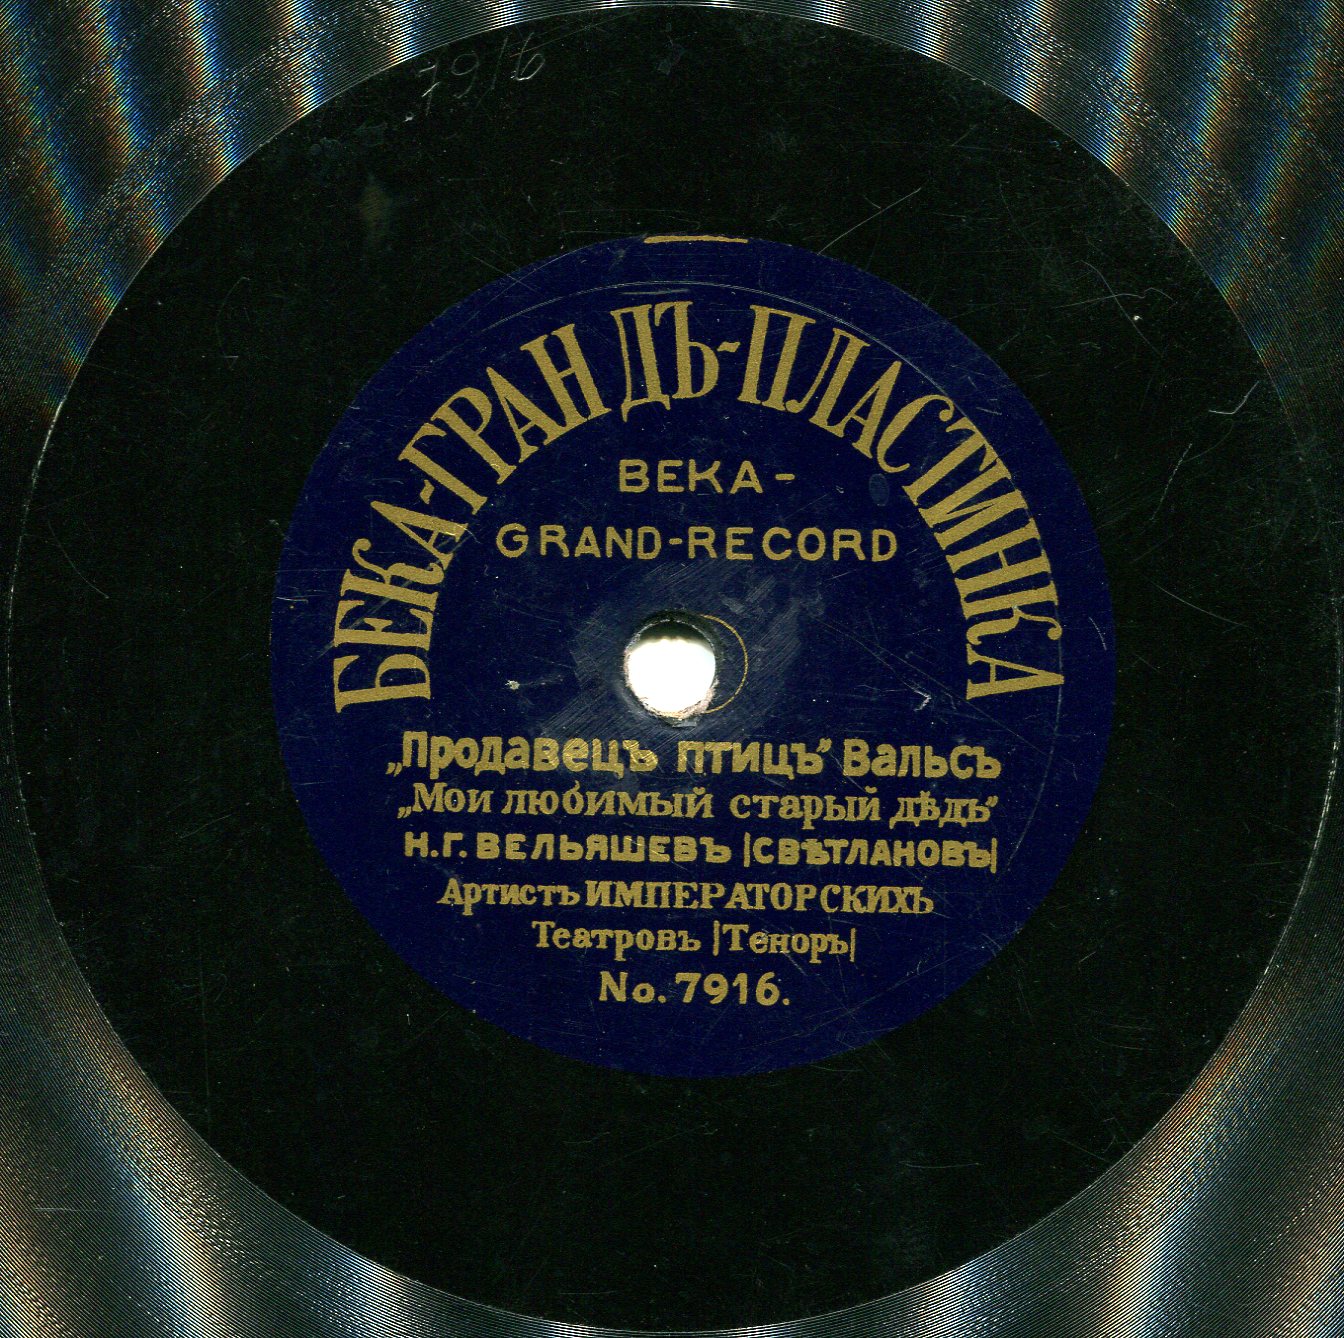 БЕКА-ГРАНДЪ-ПЛАСТИНКА
BEKA-
GRAND-RECORD
„Продавецъ птицъ” Вальсъ
„Мои любимый старый дѣдъ”
Н.Г. ВЕЛЬЯШЕВЪ |СВѢТЛАНОВЪ|
Артистъ ИМПЕРАТОРСКИХЪ
Театровъ |Теноръ|
No. 7916.